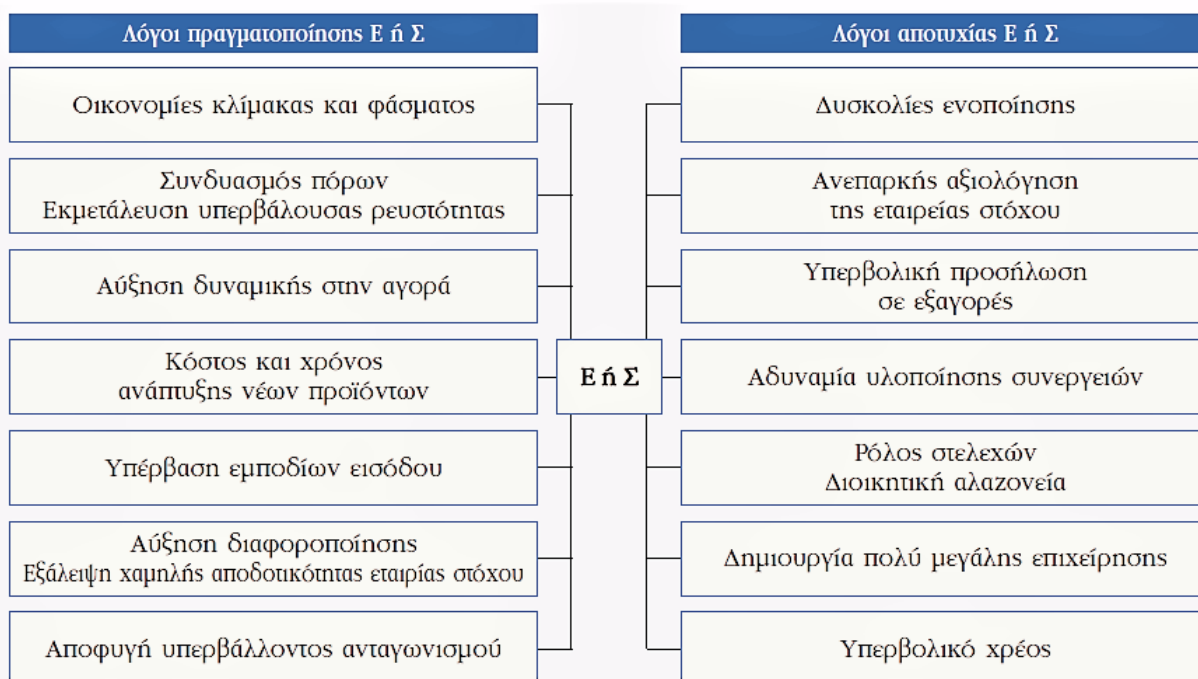 Λόγοι πραγματοποίησης Ε ή Σ
Οικονομίες κλίμακας και φάσματος
Συνδυασμός πόρων
Εκμετάλευση υπερβάλουσας ρευστότητας
Αύξηση δυναμικής στην αγορά
Κόστος και χρόνος
ανάπτυξης νέων προϊόντων
Υπέρβαση εμποδίων εισόδου
Αύξηση διαφοροποίησης
Εξάλειψη χαμηλής αποδοτικότητας εταιρίας στόχου
Αποφυγή υπερβάλλοντος ανταγωνισμού
Ε ή Σ
Λόγοι αποτυχίας Ε ή Σ
Δυσκολίες ενοποίησης
Ανεπαρκής αξιολόγηση
της εταιρείας στόχου
Υπερβολική προσήλωση
σε εξαγορές
Αδυναμία υλοποίησης συνεργειών
Ρόλος στελεχών
Διοικητική αλαζονεία
Δημιουργία πολύ μεγάλης επιχείρησης
Υπερβολικό χρέος